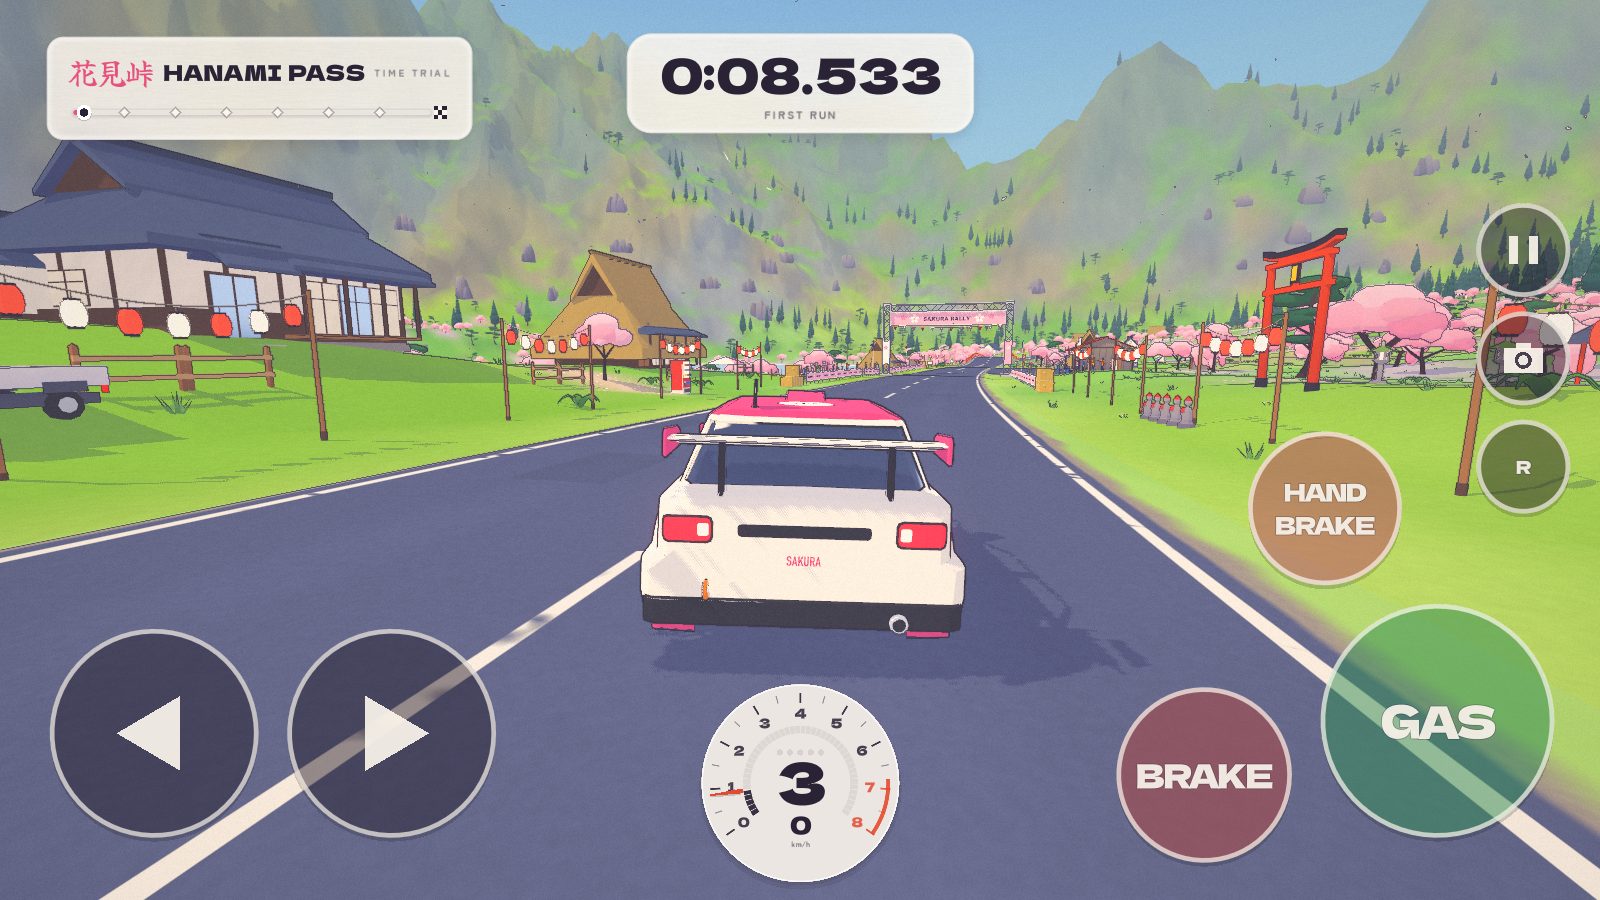 花見峠 HANAMI PASS TIME TRIAL
0:08.533
FIRST RUN
SAKURA RALLY
R
HAND
BRAKE
SAKURA
GAS
BRAKE
0 1 2 3 4 5 6 7 8
3
0
km/h